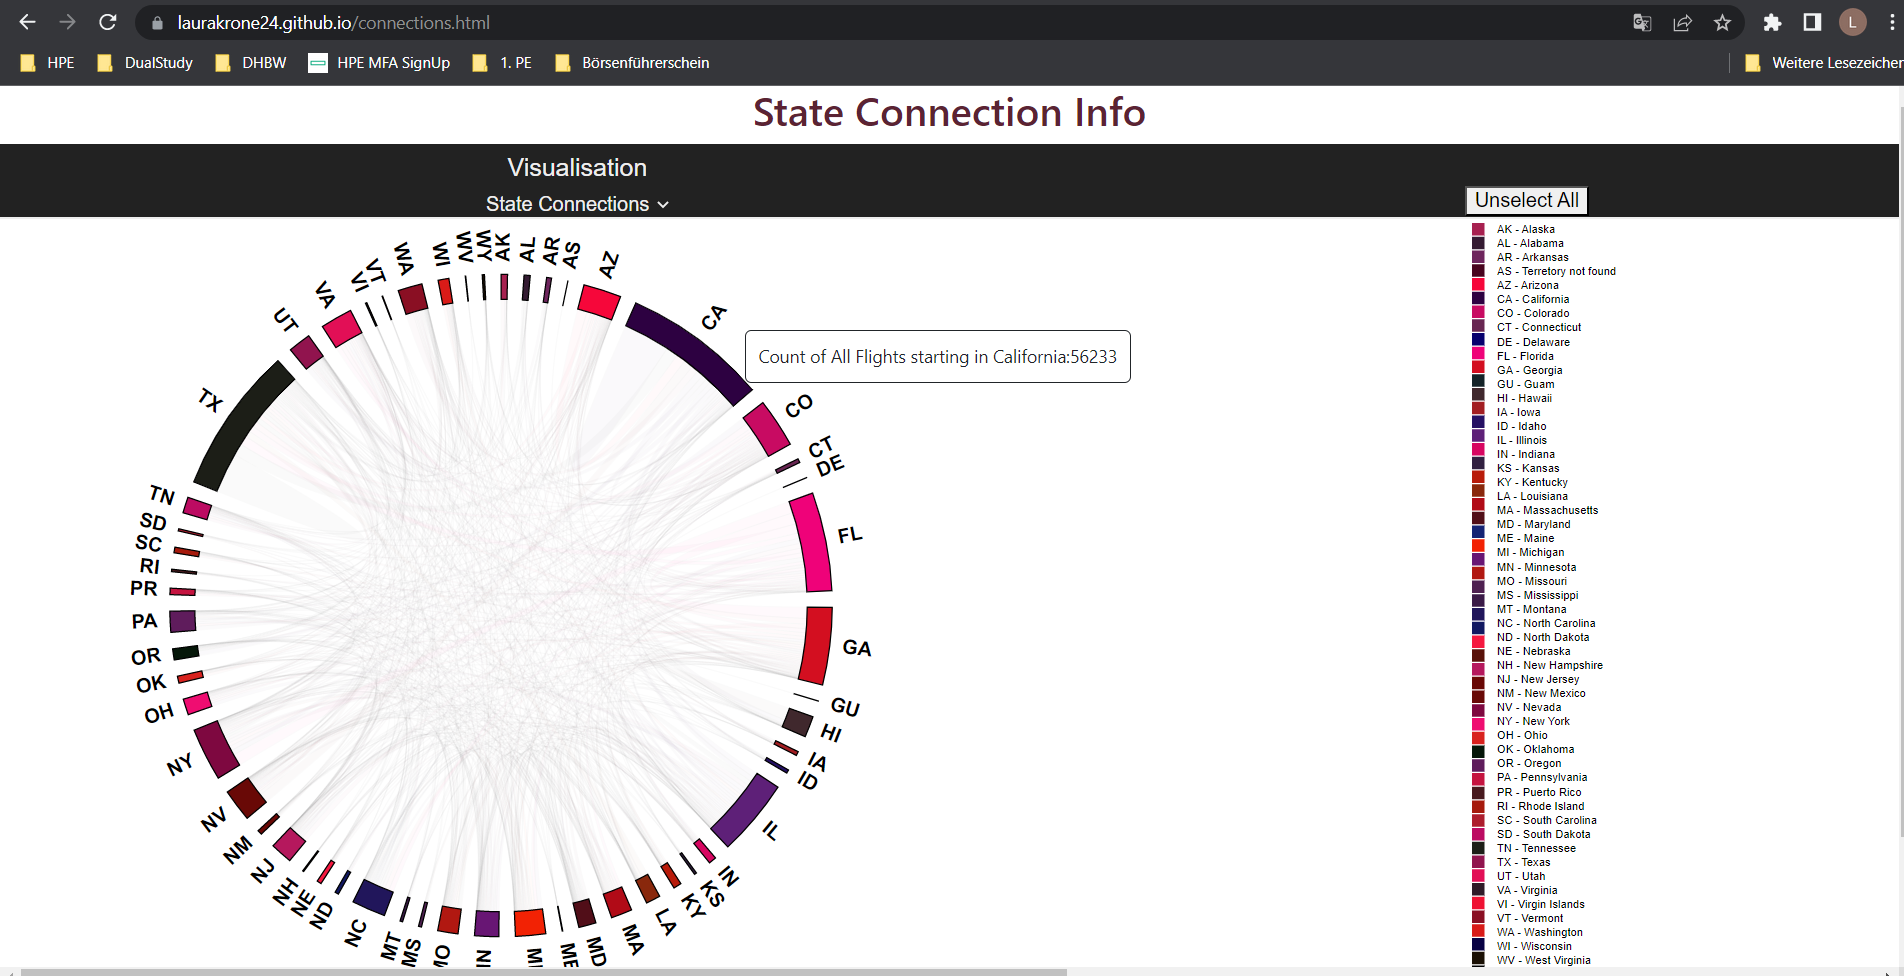 laurakrone24.github.io/connections.html
L
HPE
DualStudy
DHBW
HPE MFA SignUp
1. PE
Börsenführerschein
Weitere Lesezeichen
State Connection Info
Visualisation
State Connections
Unselect All
Count of All Flights starting in California:56233
AK
AL
AR
AS
AZ
CA
CO
CT
DE
FL
GA
GU
HI
IA
ID
IL
IN
KS
KY
LA
MA
MD
ME
MI
MN
MO
MS
MT
NC
ND
NE
NH
NJ
NM
NV
NY
OH
OK
OR
PA
PR
RI
SC
SD
TN
TX
UT
VA
VI
VT
WA
WI
WV
WY
AK - Alaska
AL - Alabama
AR - Arkansas
AS - Terretory not found
AZ - Arizona
CA - California
CO - Colorado
CT - Connecticut
DE - Delaware
FL - Florida
GA - Georgia
GU - Guam
HI - Hawaii
IA - Iowa
ID - Idaho
IL - Illinois
IN - Indiana
KS - Kansas
KY - Kentucky
LA - Louisiana
MA - Massachusetts
MD - Maryland
ME - Maine
MI - Michigan
MN - Minnesota
MO - Missouri
MS - Mississippi
MT - Montana
NC - North Carolina
ND - North Dakota
NE - Nebraska
NH - New Hampshire
NJ - New Jersey
NM - New Mexico
NV - Nevada
NY - New York
OH - Ohio
OK - Oklahoma
OR - Oregon
PA - Pennsylvania
PR - Puerto Rico
RI - Rhode Island
SC - South Carolina
SD - South Dakota
TN - Tennessee
TX - Texas
UT - Utah
VA - Virginia
VI - Virgin Islands
VT - Vermont
WA - Washington
WI - Wisconsin
WV - West Virginia